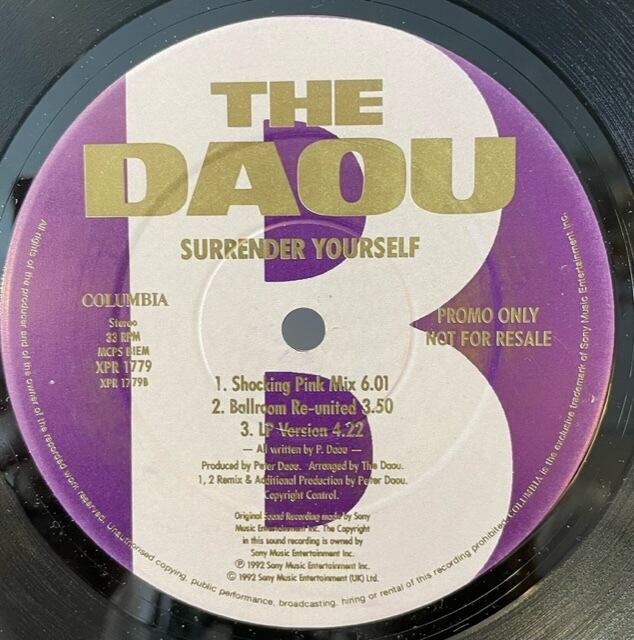 THE
DAOU
SURRENDER YOURSELF
COLUMBIA
Stereo
33 RPM
MCPS BIEM
XPR 1779
XPR 1779B
PROMO ONLY
NOT FOR RESALE
1. Shocking Pink Mix 6.01
2. Ballroom Re-united 3.50
3. LP Version 4.22
— All written by P. Daou —
Produced by Peter Daou. Arranged by The Daou.
1, 2 Remix & Additional Production by Peter Daou.
Copyright Control.
Original Sound Recording made by Sony
Music Entertainment Inc. The Copyright
in this sound recording is owned by
Sony Music Entertainment Inc.
℗ 1992 Sony Music Entertainment Inc.
© 1992 Sony Music Entertainment (UK) Ltd.
All rights of the producer and of the owner of the recorded work reserved. Unauthorised copying, public performance, broadcasting, hiring or rental of this recording prohibited. COLUMBIA is the exclusive trademark of Sony Music Entertainment Inc.
B